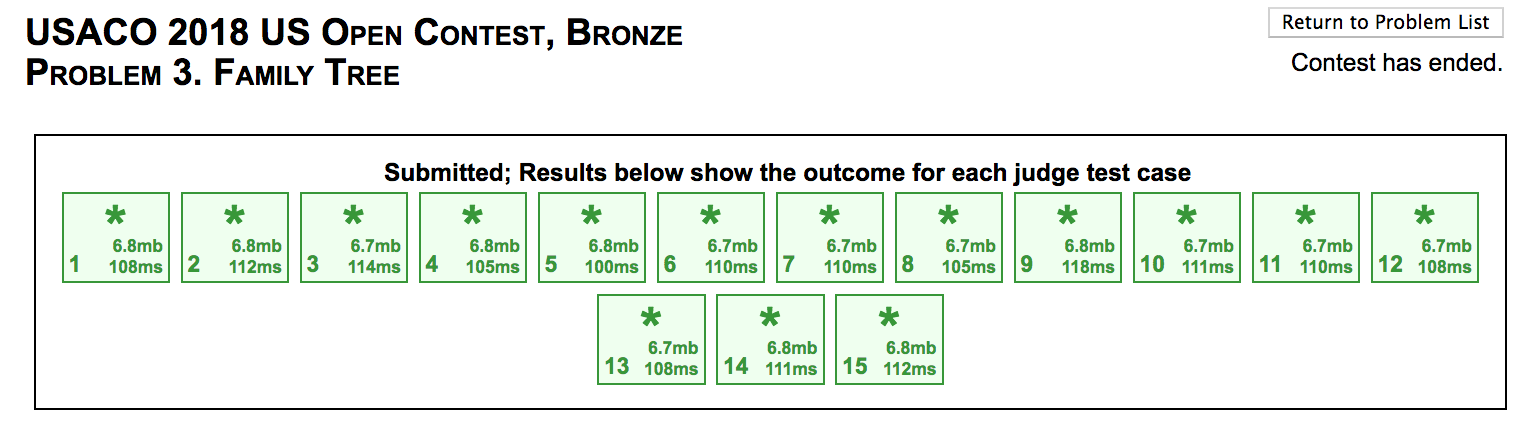 USACO 2018 US Open Contest, Bronze
Problem 3. Family Tree
Return to Problem List
Contest has ended.
Submitted; Results below show the outcome for each judge test case
* * * * * * * * * * * *
6.8mb 6.8mb 6.7mb 6.8mb 6.8mb 6.7mb 6.7mb 6.7mb 6.8mb 6.7mb 6.7mb 6.7mb
1 108ms 2 112ms 3 114ms 4 105ms 5 100ms 6 110ms 7 110ms 8 105ms 9 118ms 10 111ms 11 110ms 12 108ms
* * *
6.7mb 6.8mb 6.8mb
13 108ms 14 111ms 15 112ms